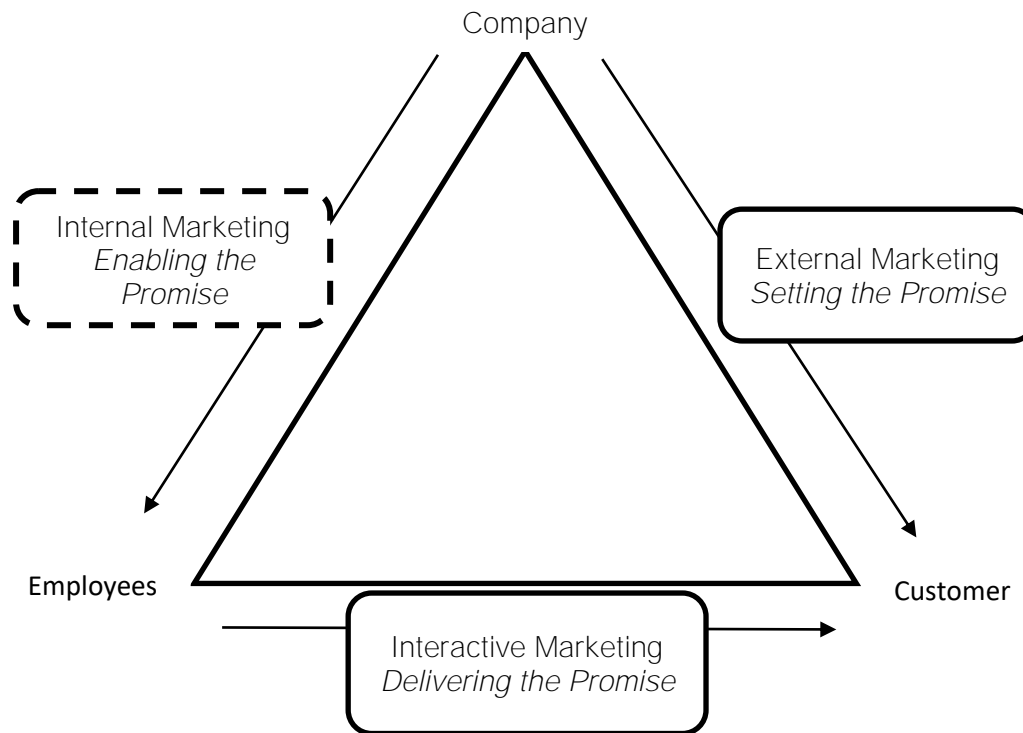 Company
Internal Marketing
Enabling the
Promise
External Marketing
Setting the Promise
Employees
Customer
Interactive Marketing
Delivering the Promise